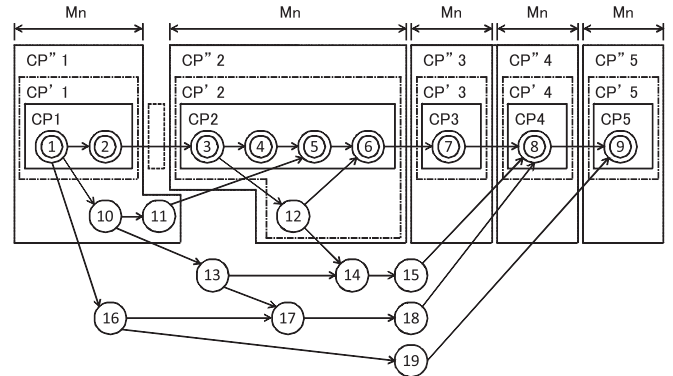 Mn Mn Mn Mn Mn
CP" 1 CP" 2 CP" 3 CP" 4 CP" 5
CP' 1 CP' 2 CP' 3 CP' 4 CP' 5
CP1 CP2 CP3 CP4 CP5
1 2 3 4 5 6 7 8 9
10 11 12
13 14 15
16 17 18
19